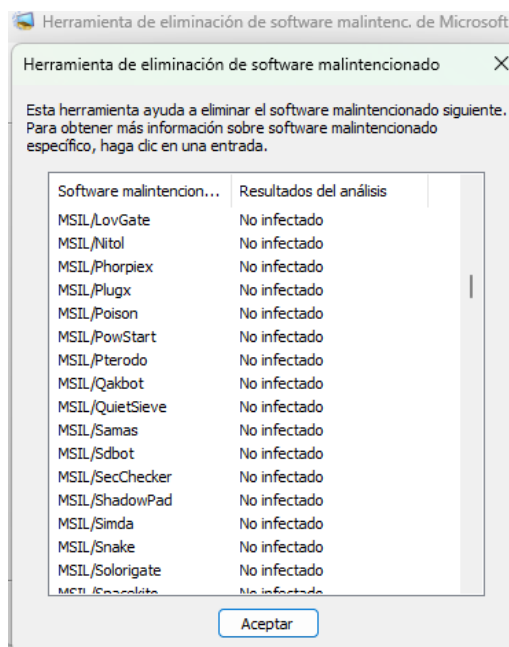 Herramienta de eliminación de software malintenc. de Microsoft
Herramienta de eliminación de software malintencionado
Esta herramienta ayuda a eliminar el software malintencionado siguiente.
Para obtener más información sobre software malintencionado
específico, haga clic en una entrada.
Software malintencion... Resultados del análisis
MSIL/LovGate No infectado
MSIL/Nitol No infectado
MSIL/Phorpiex No infectado
MSIL/Plugx No infectado
MSIL/Poison No infectado
MSIL/PowStart No infectado
MSIL/Pterodo No infectado
MSIL/Qakbot No infectado
MSIL/QuietSieve No infectado
MSIL/Samas No infectado
MSIL/Sdbot No infectado
MSIL/SecChecker No infectado
MSIL/ShadowPad No infectado
MSIL/Simda No infectado
MSIL/Snake No infectado
MSIL/Solorigate No infectado
MSIL/Spacekito No infectado
Aceptar